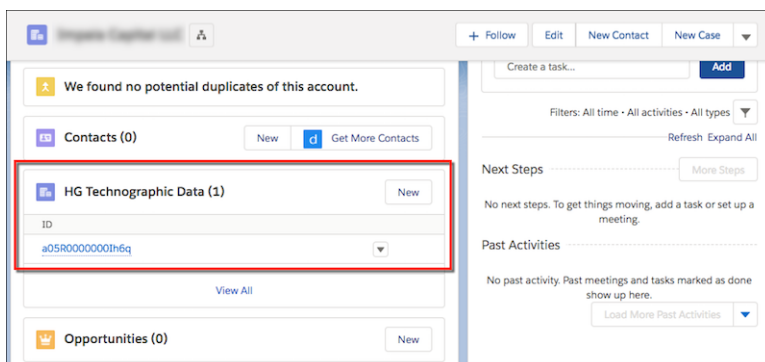 + Follow
Edit
New Contact
New Case
We found no potential duplicates of this account.
Contacts (0)
New
d
Get More Contacts
HG Technographic Data (1)
New
ID
a05R0000000Ih6q
View All
Opportunities (0)
New
Create a task...
Add
Filters: All time • All activities • All types
Refresh Expand All
Next Steps
More Steps
No next steps. To get things moving, add a task or set up a
meeting.
Past Activities
No past activity. Past meetings and tasks marked as done
show up here.
Load More Past Activities